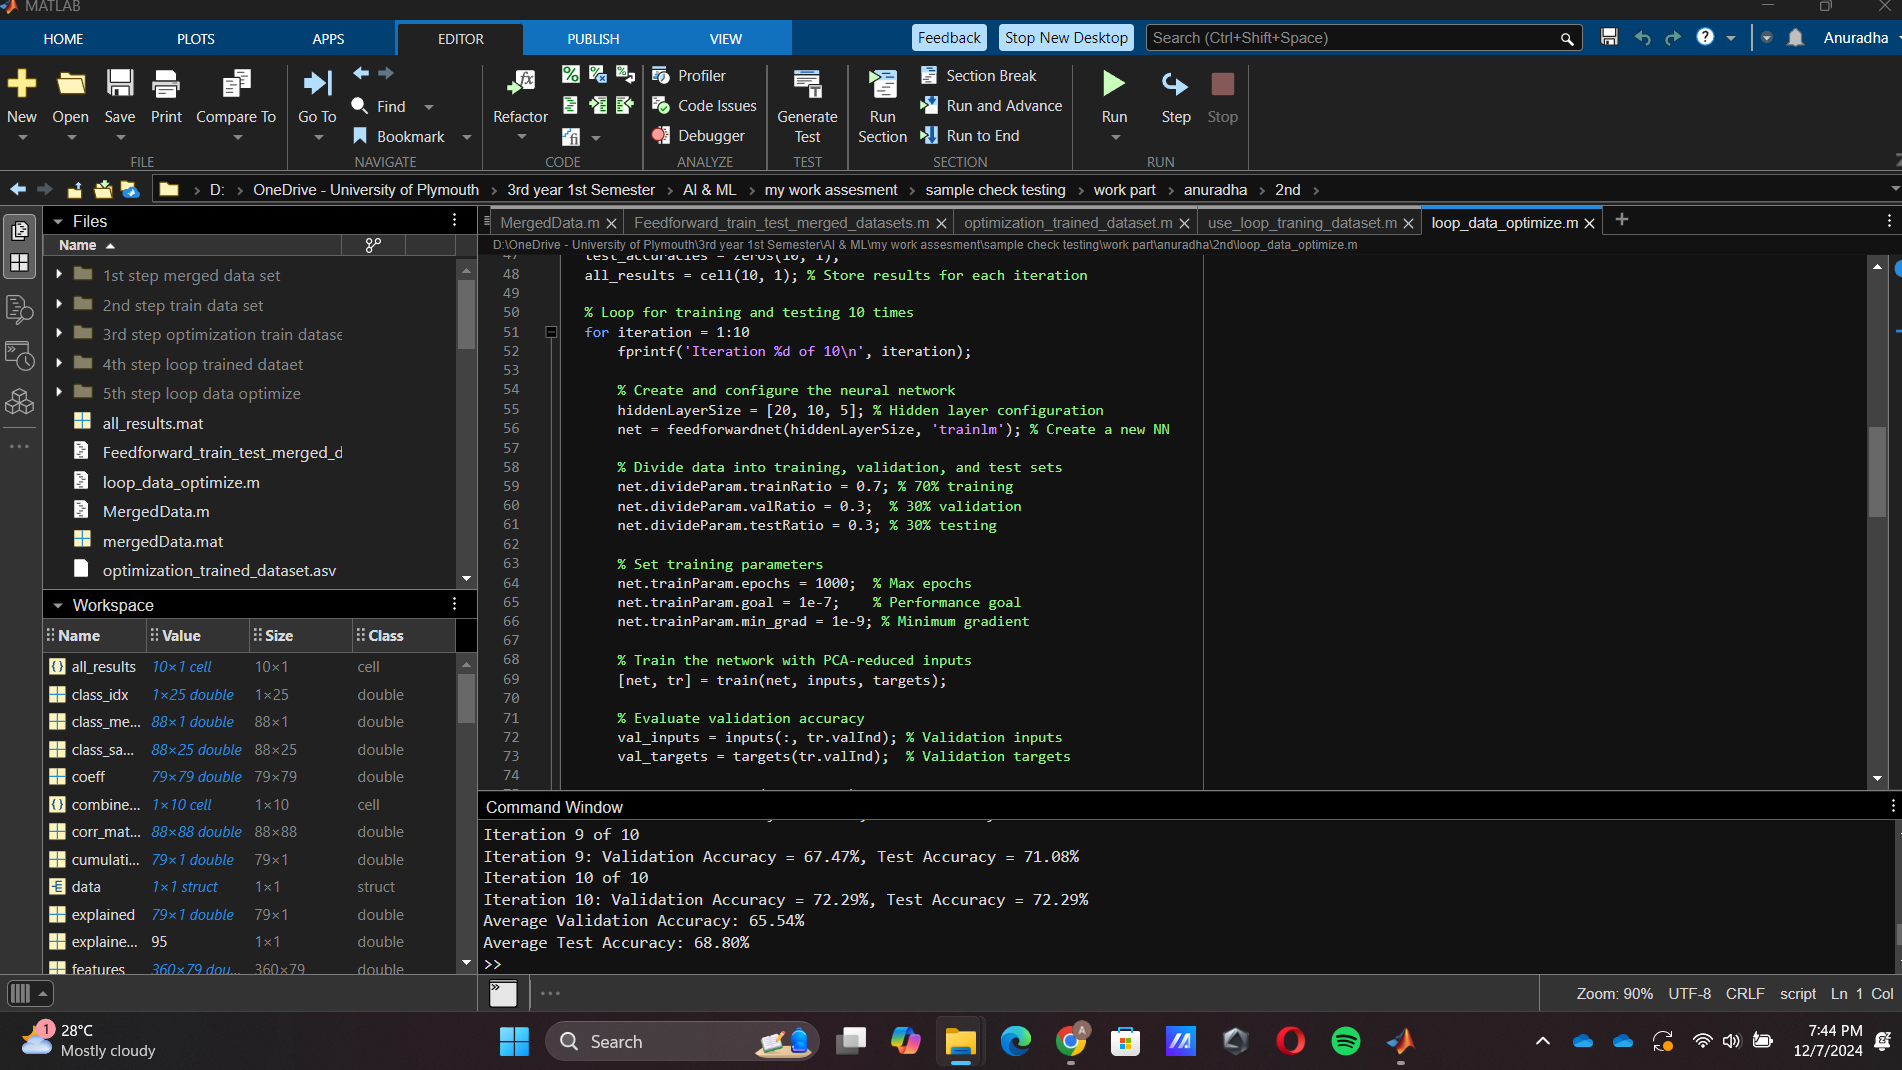 MATLAB
HOME
PLOTS
APPS
EDITOR
PUBLISH
VIEW
Feedback
Stop New Desktop
Search (Ctrl+Shift+Space)
Anuradha
New
Open
Save
Print
Compare To
FILE
Go To
Find
Bookmark
NAVIGATE
Refactor
CODE
Profiler
Code Issues
Debugger
ANALYZE
Generate
Test
TEST
Run
Section
Section Break
Run and Advance
Run to End
SECTION
Run
Step
Stop
RUN
D: › OneDrive - University of Plymouth › 3rd year 1st Semester › AI & ML › my work assesment › sample check testing › work part › anuradha › 2nd ›
Files
Name
1st step merged data set
2nd step train data set
3rd step optimization train datase
4th step loop trained dataet
5th step loop data optimize
all_results.mat
Feedforward_train_test_merged_d
loop_data_optimize.m
MergedData.m
mergedData.mat
optimization_trained_dataset.asv
Workspace
Name Value Size Class
all_results 10×1 cell 10×1 cell
class_idx 1×25 double 1×25 double
class_me... 88×1 double 88×1 double
class_sa... 88×25 double 88×25 double
coeff 79×79 double 79×79 double
combine... 1×10 cell 1×10 cell
corr_mat... 88×88 double 88×88 double
cumulati... 79×1 double 79×1 double
data 1×1 struct 1×1 struct
explained 79×1 double 79×1 double
explaine... 95 1×1 double
features 360×79 dou... 360×79 double
MergedData.m
Feedforward_train_test_merged_datasets.m
optimization_trained_dataset.m
use_loop_traning_dataset.m
loop_data_optimize.m
D:\OneDrive - University of Plymouth\3rd year 1st Semester\AI & ML\my work assesment\sample check testing\work part\anuradha\2nd\loop_data_optimize.m
47 test_accuracies = zeros(10, 1);
48 all_results = cell(10, 1); % Store results for each iteration
49
50 % Loop for training and testing 10 times
51 for iteration = 1:10
52 fprintf('Iteration %d of 10\n', iteration);
53
54 % Create and configure the neural network
55 hiddenLayerSize = [20, 10, 5]; % Hidden layer configuration
56 net = feedforwardnet(hiddenLayerSize, 'trainlm'); % Create a new NN
57
58 % Divide data into training, validation, and test sets
59 net.divideParam.trainRatio = 0.7; % 70% training
60 net.divideParam.valRatio = 0.3; % 30% validation
61 net.divideParam.testRatio = 0.3; % 30% testing
62
63 % Set training parameters
64 net.trainParam.epochs = 1000; % Max epochs
65 net.trainParam.goal = 1e-7; % Performance goal
66 net.trainParam.min_grad = 1e-9; % Minimum gradient
67
68 % Train the network with PCA-reduced inputs
69 [net, tr] = train(net, inputs, targets);
70
71 % Evaluate validation accuracy
72 val_inputs = inputs(:, tr.valInd); % Validation inputs
73 val_targets = targets(tr.valInd); % Validation targets
74
Command Window
Iteration 9 of 10
Iteration 9: Validation Accuracy = 67.47%, Test Accuracy = 71.08%
Iteration 10 of 10
Iteration 10: Validation Accuracy = 72.29%, Test Accuracy = 72.29%
Average Validation Accuracy: 65.54%
Average Test Accuracy: 68.80%
>>
Zoom: 90% UTF-8 CRLF script Ln 1 Col
1
28°C
Mostly cloudy
Search
A
7:44 PM
12/7/2024